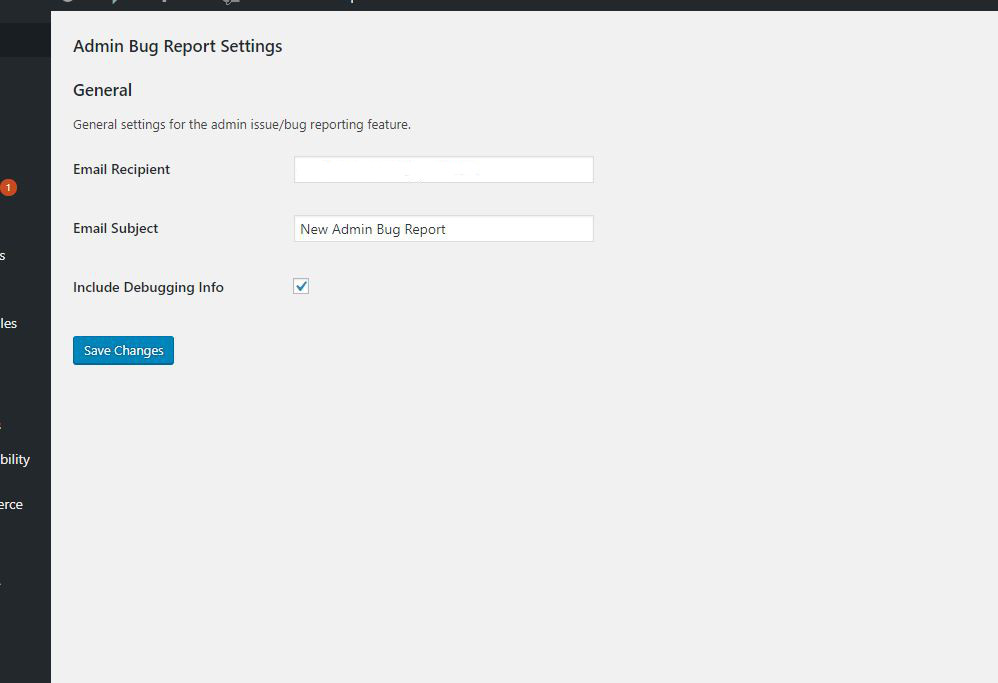 Admin Bug Report Settings
General
General settings for the admin issue/bug reporting feature.
Email Recipient
1
Email Subject
New Admin Bug Report
s
Include Debugging Info
les
Save Changes
bility
erce